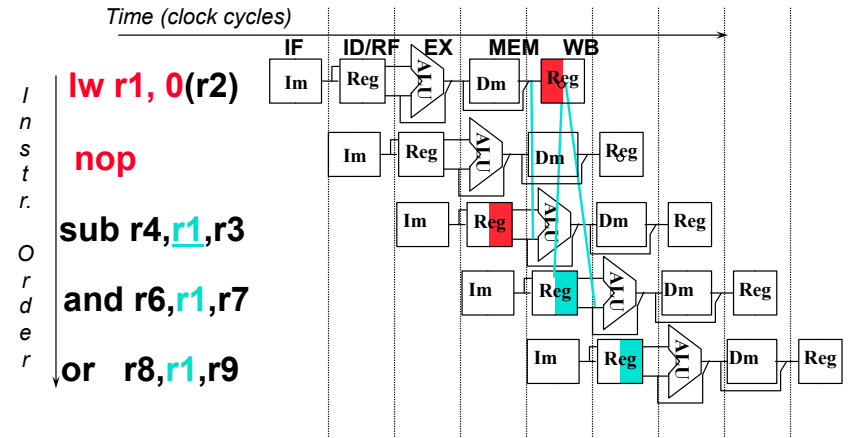 Time (clock cycles)
IF ID/RF EX MEM WB
Instr. Order
lw r1, 0(r2)
Im Reg ALU Dm Reg
nop
Im Reg ALU Dm Reg
sub r4,r1,r3
Im Reg ALU Dm Reg
and r6,r1,r7
Im Reg ALU Dm Reg
or r8,r1,r9
Im Reg ALU Dm Reg